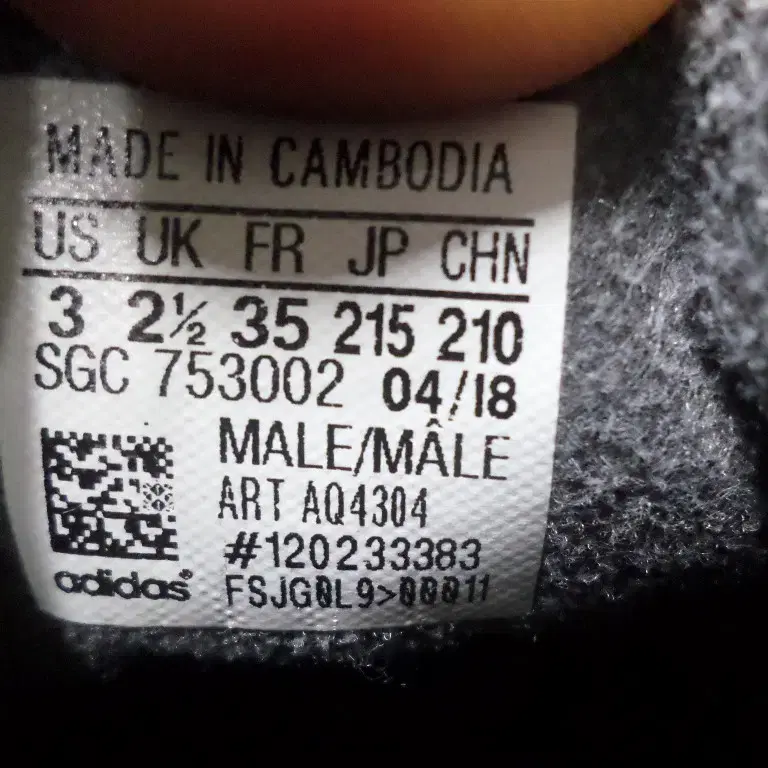 MADE IN CAMBODIA
US UK FR JP CHN
3 2½ 35 215 210
SGC 753002 04/18
MALE/MÂLE
ART AQ4304
#120233383
adidas® FSJG0L9>00011